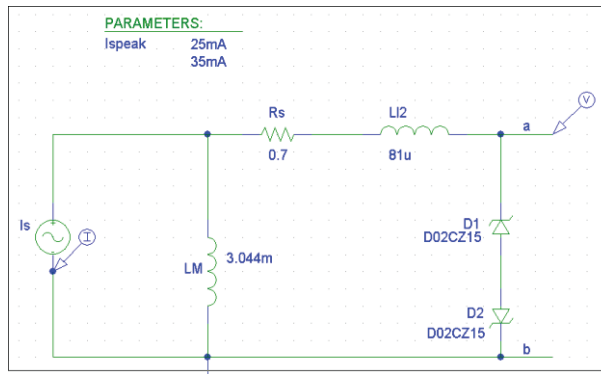 PARAMETERS:
Ispeak 25mA
35mA
Rs
Ll2
a
V
0.7
81u
Is
I
D1
D02CZ15
3.044m
LM
D2
D02CZ15
b